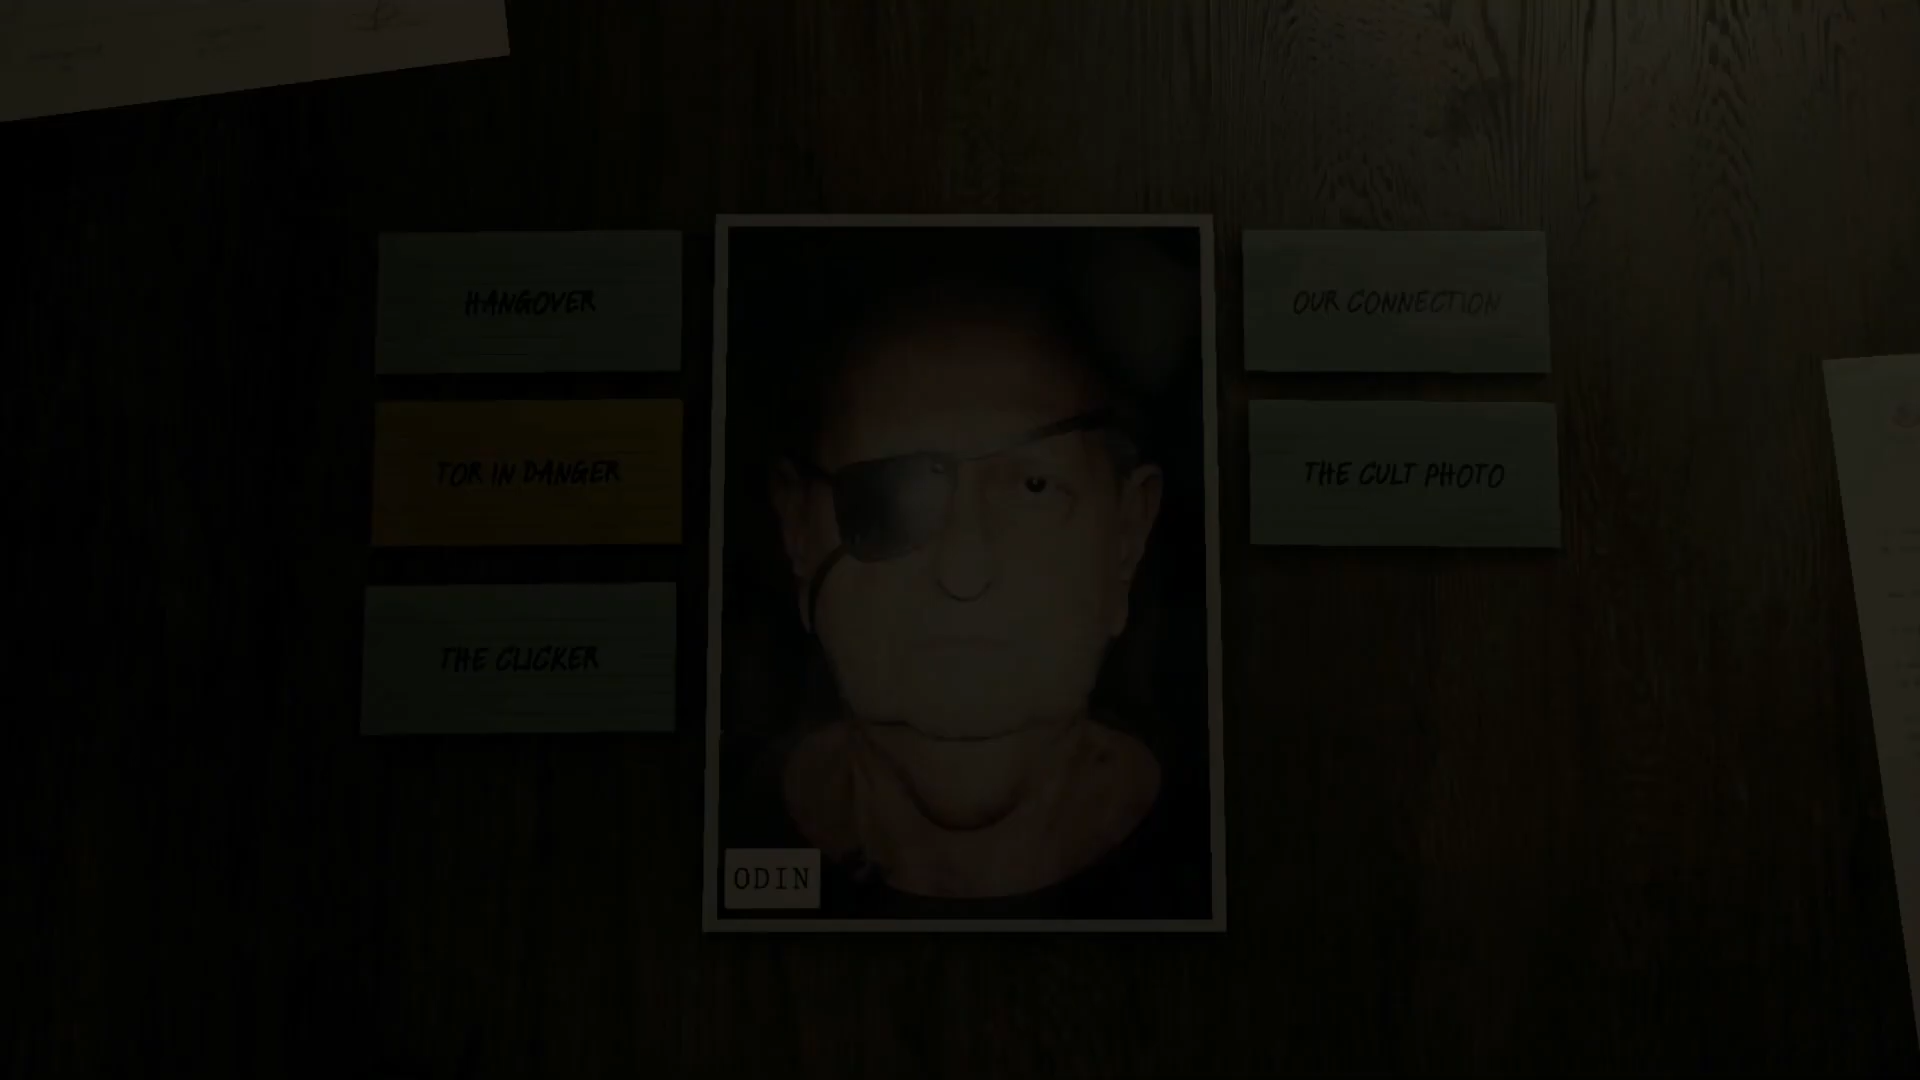 HANGOVER
TOR IN DANGER
THE CLICKER
ODIN
OUR CONNECTION
THE CULT PHOTO